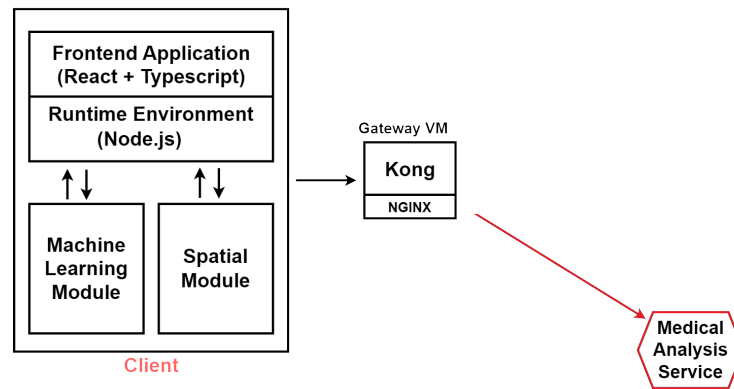 Frontend Application
(React + Typescript)
Runtime Environment
(Node.js)
Machine
Learning
Module
Spatial
Module
Client
Gateway VM
Kong
NGINX
Medical
Analysis
Service